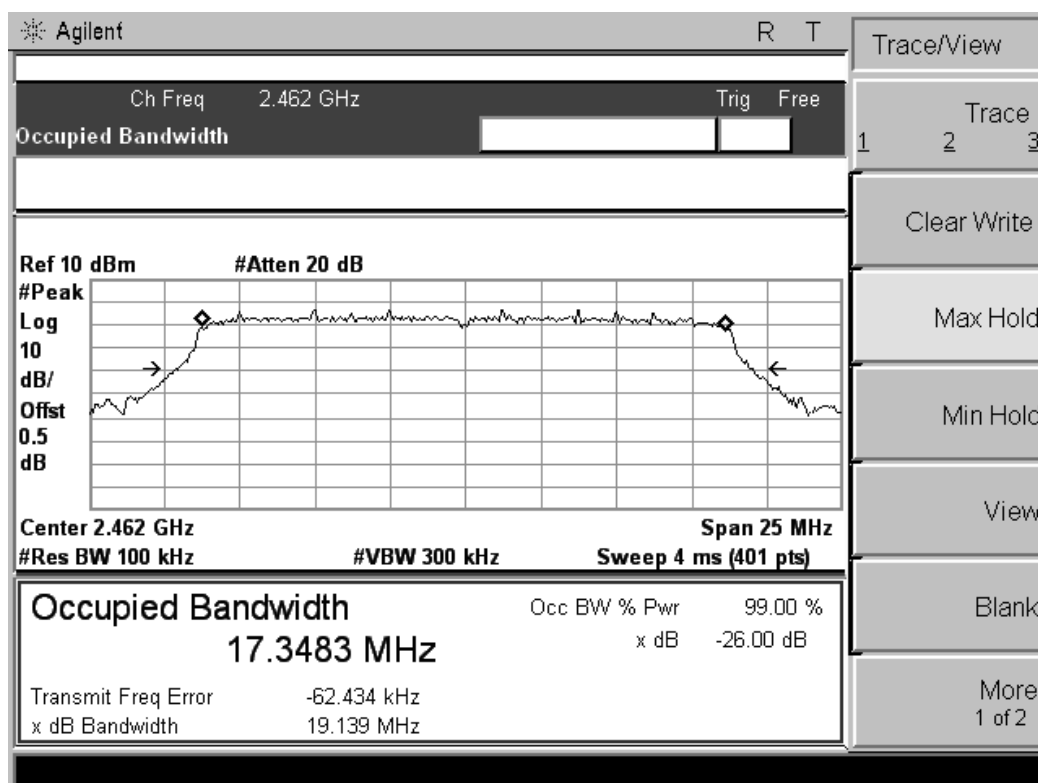 Agilent R T
Trace/View
Ch Freq 2.462 GHz Trig Free
Occupied Bandwidth
Trace
1 2 3
Clear Write
Ref 10 dBm #Atten 20 dB
#Peak
Log
10
dB/
Offst
0.5
dB
Max Hold
Min Hold
Center 2.462 GHz Span 25 MHz
#Res BW 100 kHz #VBW 300 kHz Sweep 4 ms (401 pts)
View
Occupied Bandwidth
17.3483 MHz
Occ BW % Pwr 99.00 %
x dB -26.00 dB
Transmit Freq Error -62.434 kHz
x dB Bandwidth 19.139 MHz
Blank
More
1 of 2